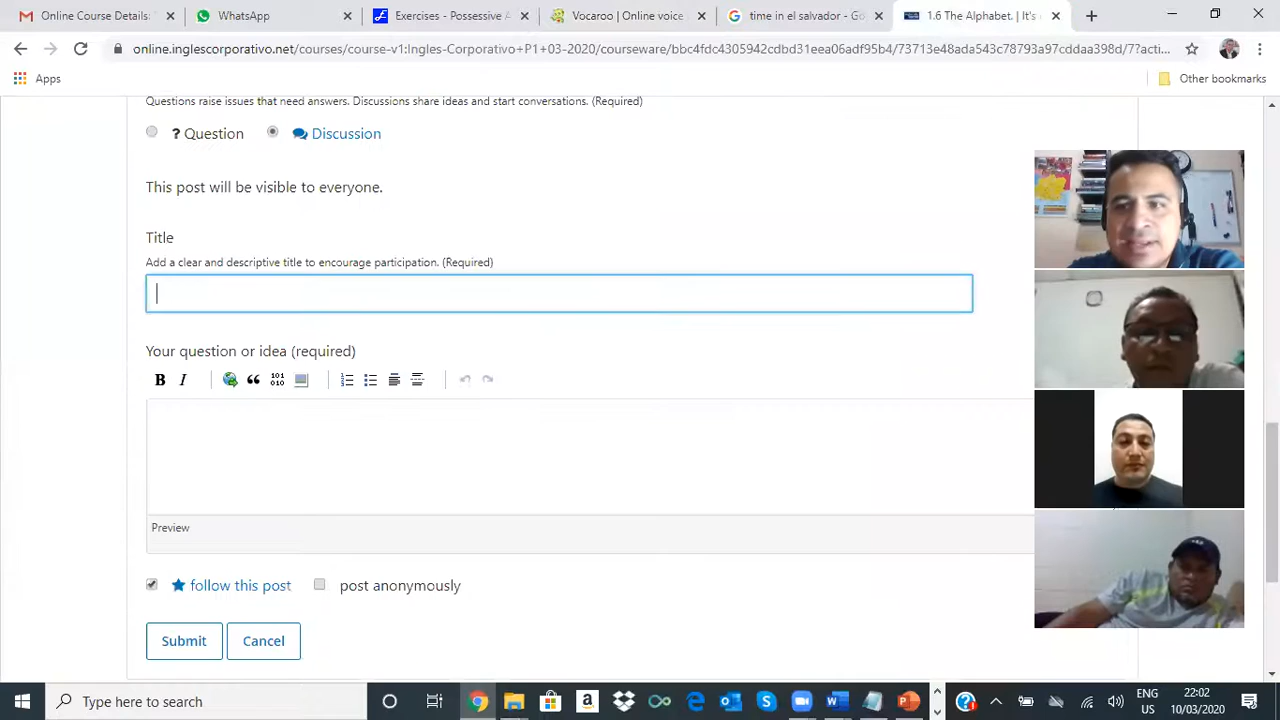 Online Course Details:
WhatsApp
Exercises - Possessive A
Vocaroo | Online voice
time in el salvador - Go
1.6 The Alphabet. | It's
online.inglescorporativo.net/courses/course-v1:Ingles-Corporativo+P1+03-2020/courseware/bbc4fdc4305942cdbd31eea06adf95b4/73713e48ada543c78793a97cddaa398d/7?acti...
Apps
Other bookmarks
Questions raise issues that need answers. Discussions share ideas and start conversations. (Required)
? Question
Discussion
This post will be visible to everyone.
Title
Add a clear and descriptive title to encourage participation. (Required)
Your question or idea (required)
B I
Preview
follow this post
post anonymously
Submit
Cancel
Type here to search
ENG
US
22:02
10/03/2020